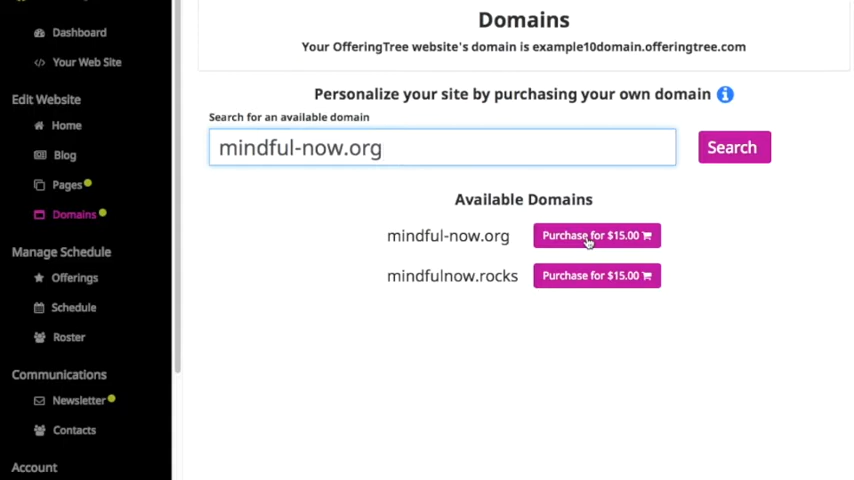 Dashboard
Your Web Site
Edit Website
Home
Blog
Pages
Domains
Manage Schedule
Offerings
Schedule
Roster
Communications
Newsletter
Contacts
Account
Domains
Your OfferingTree website's domain is example10domain.offeringtree.com
Personalize your site by purchasing your own domain
Search for an available domain
mindful-now.org
Search
Available Domains
mindful-now.org Purchase for $15.00
mindfulnow.rocks Purchase for $15.00